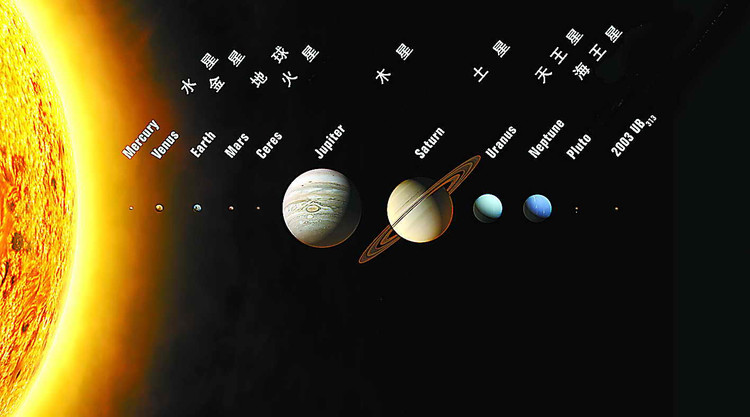 水星
金星
地球
火星
木星
土星
天王星
海王星
Mercury
Venus
Earth
Mars
Ceres
Jupiter
Saturn
Uranus
Neptune
Pluto
2003 UB313